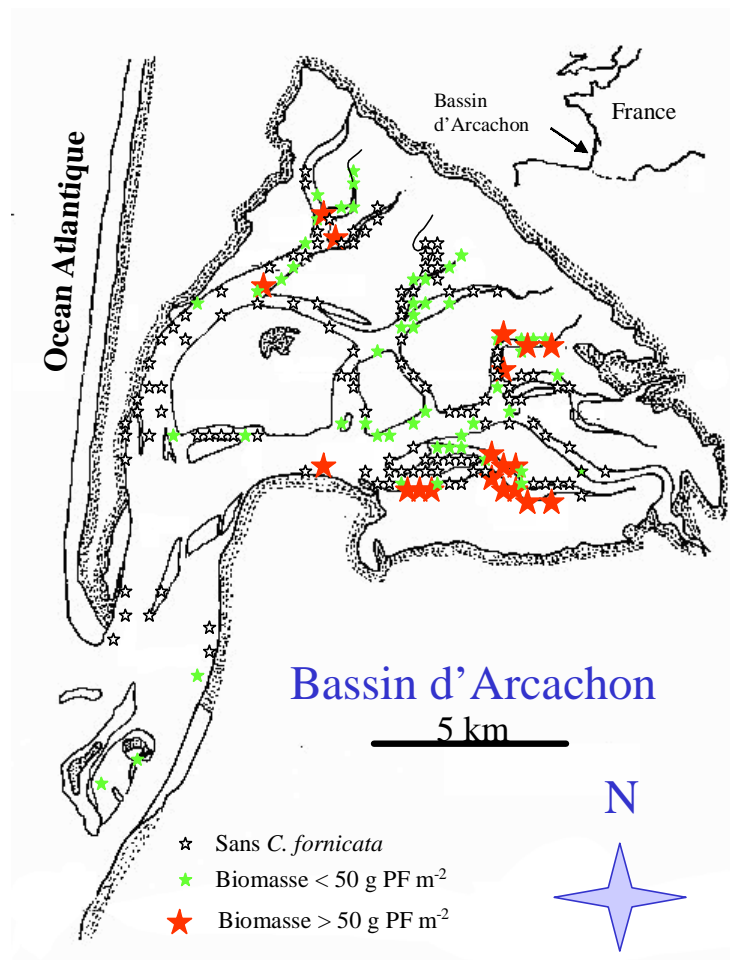 Bassin
d’Arcachon
France
Ocean Atlantique
Bassin d’Arcachon
5 km
N
Sans C. fornicata
Biomasse < 50 g PF m-2
Biomasse > 50 g PF m-2